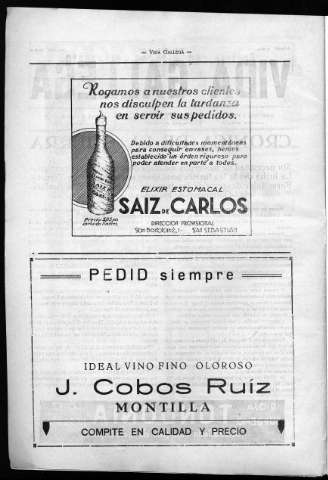 — Vida Gallega —
Rogamos a nuestros clientes
nos disculpen la tardanza
en servir sus pedidos.
Debido a dificultades momentáneas
para conseguir envases, hemos
establecido un orden riguroso para
poder atender en parte a todos.
ELIXIR ESTOMACAL
SAIZ DE CARLOS
DIRECCION PROVISIONAL
SAN SEBASTIAN
PEDID siempre
IDEAL VINO FINO OLOROSO
J. Cobos Ruíz
MONTILLA
COMPITE EN CALIDAD Y PRECIO